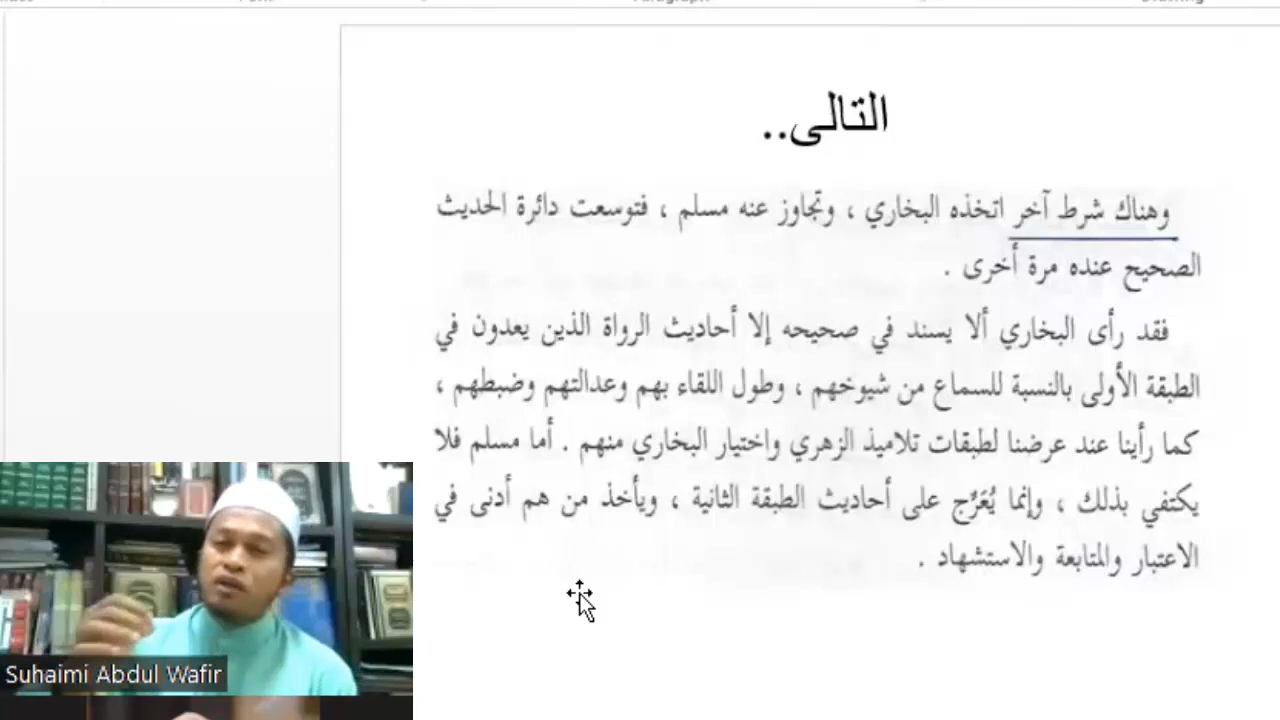 التالى..
وهناك شرط آخر اتخذه البخاري ، وتجاوز عنه مسلم ، فتوسعت دائرة الحديث
الصحيح عنده مرة أخرى .
فقد رأى البخاري ألا يسند في صحيحه إلا أحاديث الرواة الذين يعدون في
الطبقة الأولى بالنسبة للسماع من شيوخهم ، وطول اللقاء بهم وعدالتهم وضبطهم ،
كما رأينا عند عرضنا لطبقات تلاميذ الزهري واختيار البخاري منهم . أما مسلم فلا
يكتفي بذلك ، وإنما يُعَرِّج على أحاديث الطبقة الثانية ، ويأخذ من هم أدنى في
الاعتبار والمتابعة والاستشهاد .
Suhaimi Abdul Wafir